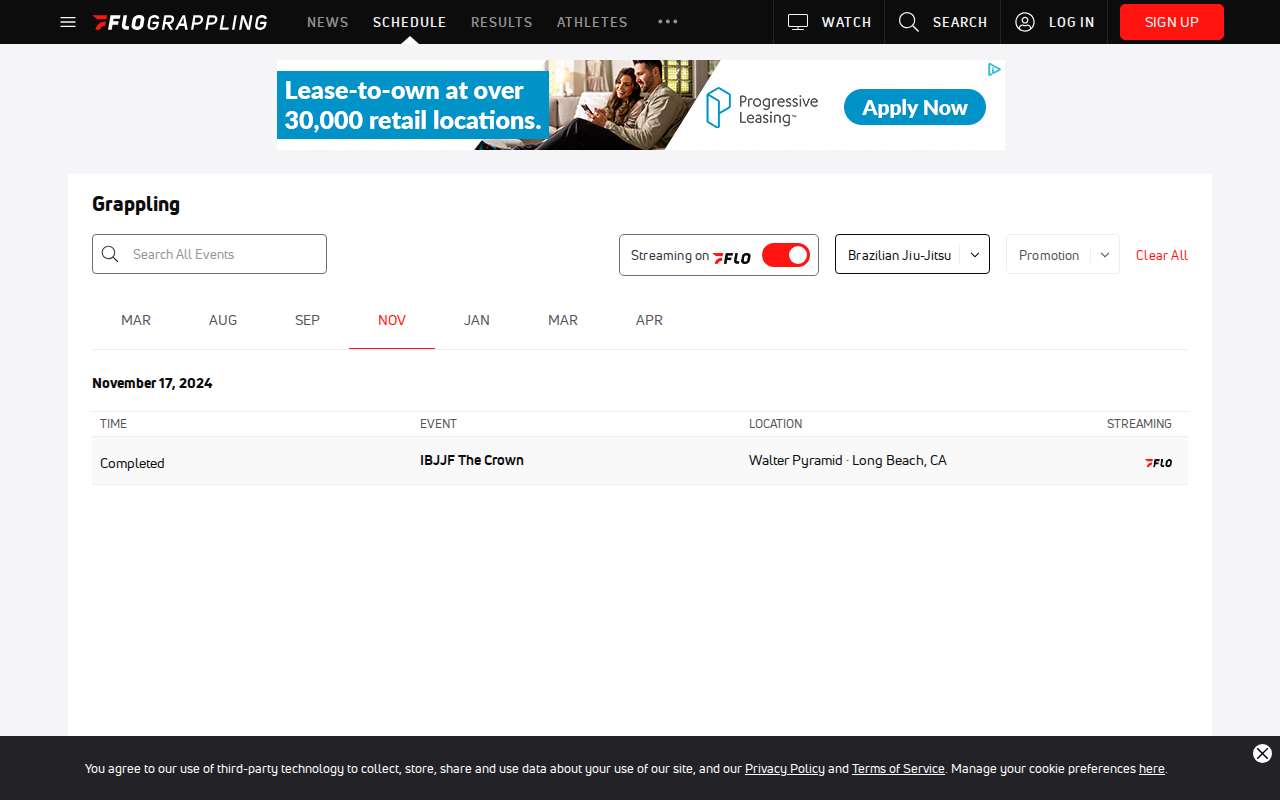 FLOGRAPPLING NEWS SCHEDULE RESULTS ATHLETES WATCH SEARCH LOG IN SIGN UP
Lease-to-own at over
30,000 retail locations.
Progressive
Leasing™
Apply Now
Grappling
Search All Events
Streaming on FLO
Brazilian Jiu-Jitsu
Promotion
Clear All
MAR AUG SEP NOV JAN MAR APR
November 17, 2024
TIME EVENT LOCATION STREAMING
Completed IBJJF The Crown Walter Pyramid · Long Beach, CA FLO
You agree to our use of third-party technology to collect, store, share and use data about your use of our site, and our Privacy Policy and Terms of Service. Manage your cookie preferences here.